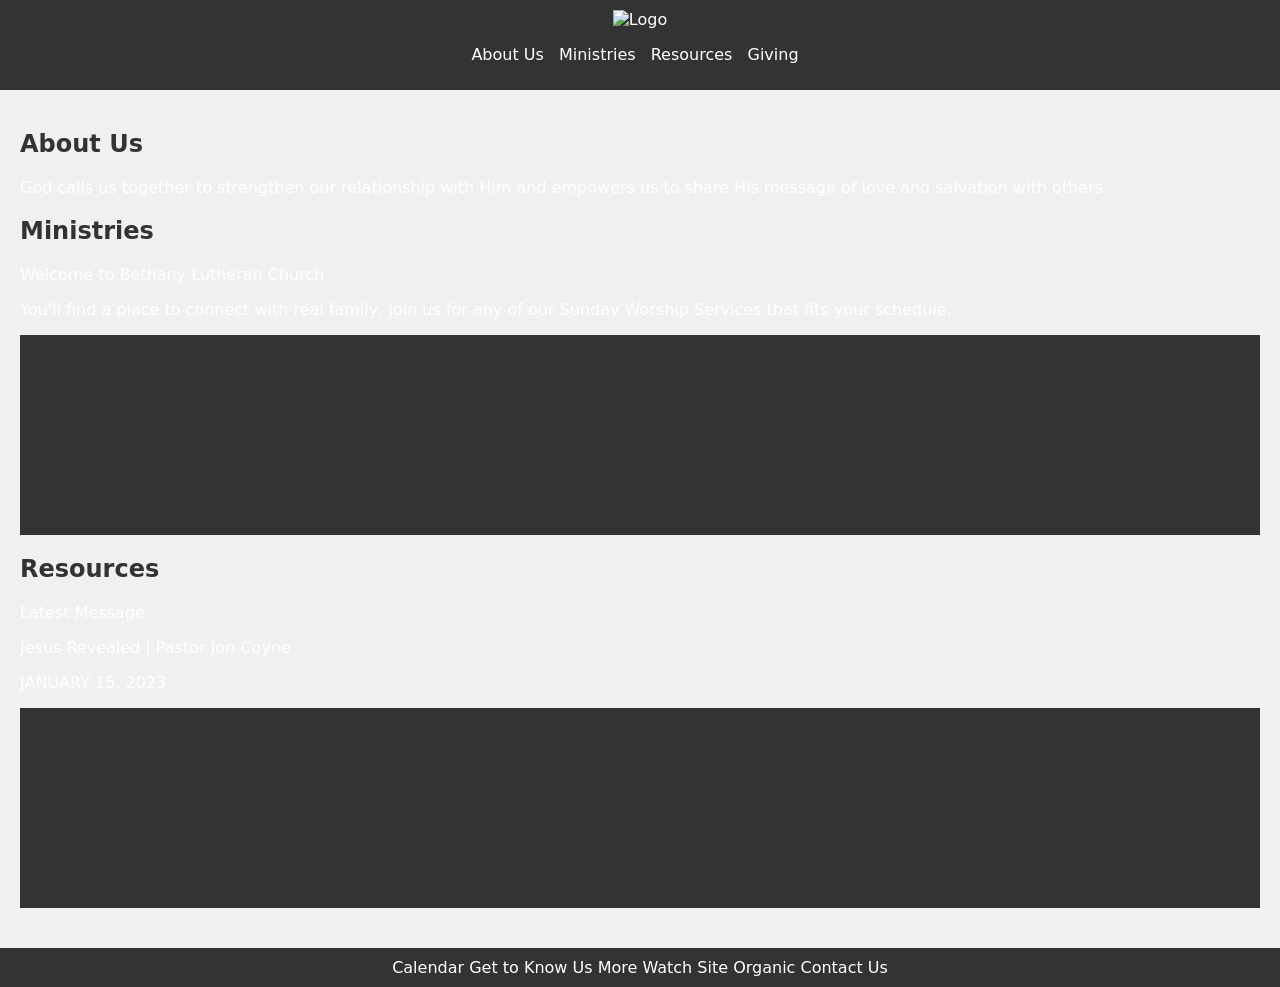 Logo
About Us Ministries Resources Giving
About Us
God calls us together to strengthen our relationship with Him and empowers us to share His message of love and salvation with others.
Ministries
Welcome to Bethany Lutheran Church
You'll find a place to connect with real family, join us for any of our Sunday Worship Services that fits your schedule.
Resources
Latest Message
Jesus Revealed | Pastor Jon Coyne
JANUARY 15, 2023
Calendar Get to Know Us More Watch Site Organic Contact Us